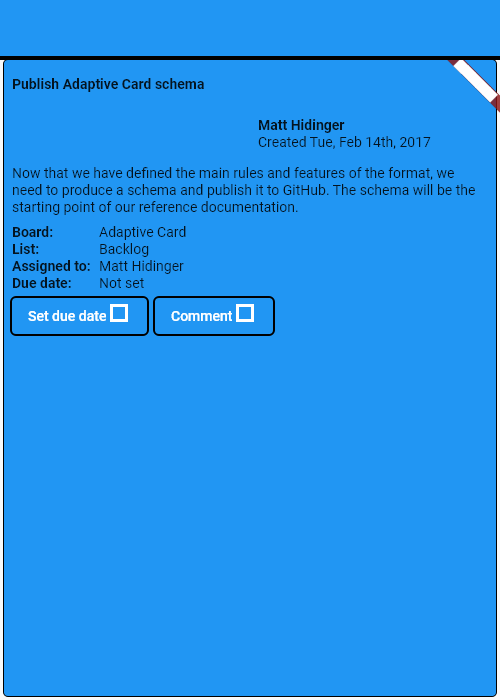 Publish Adaptive Card schema
Matt Hidinger
Created Tue, Feb 14th, 2017
Now that we have defined the main rules and features of the format, we
need to produce a schema and publish it to GitHub. The schema will be the
starting point of our reference documentation.
Board: Adaptive Card
List: Backlog
Assigned to: Matt Hidinger
Due date: Not set
Set due date Comment